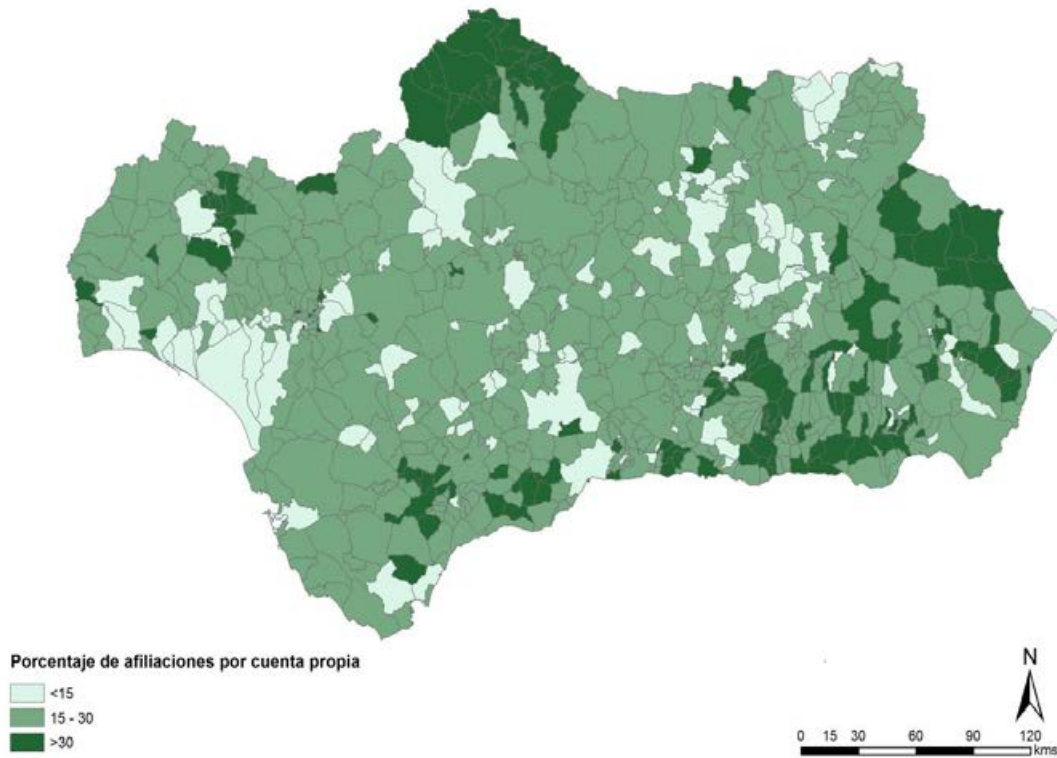 Porcentaje de afiliaciones por cuenta propia
<15
15 - 30
>30
N
0 15 30 60 90 120
kms